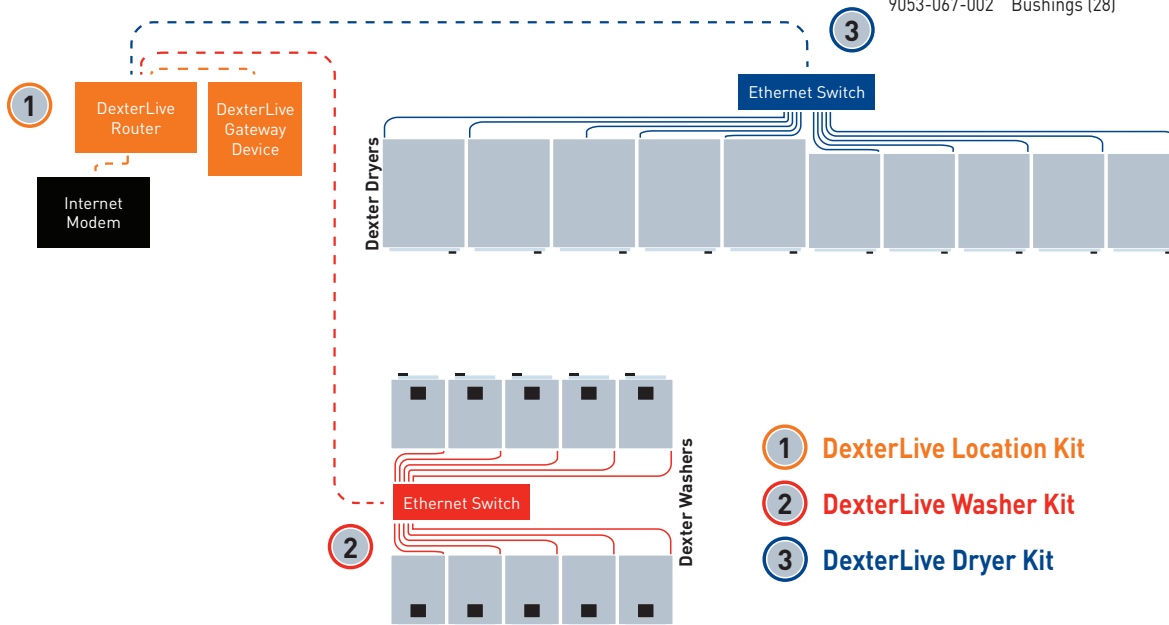 9053-067-002 Bushings (28)
3
1
DexterLive
Router
DexterLive
Gateway
Device
Ethernet Switch
Internet
Modem
Dexter Dryers
Ethernet Switch
2
Dexter Washers
1 DexterLive Location Kit
2 DexterLive Washer Kit
3 DexterLive Dryer Kit